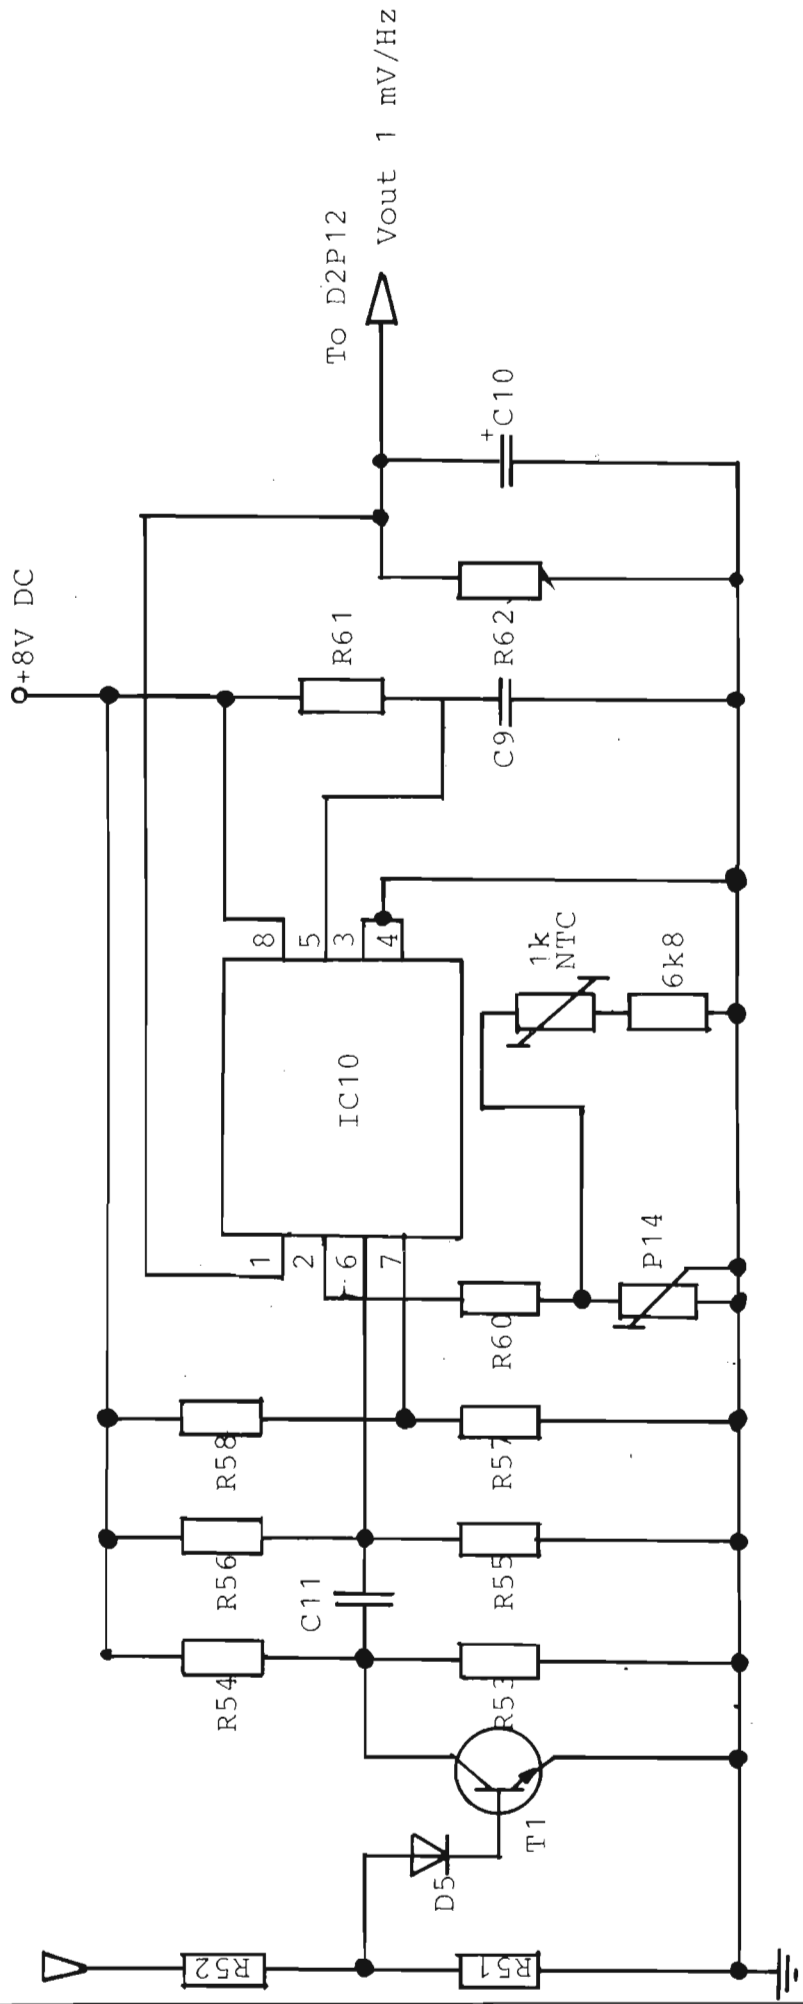 +8V DC
To D2P12
Vout 1 mV/Hz
R54
R56
R58
C11
1
2
6
7
IC10
8
5
3
4
R61
C9
R62
+
C10
R52
R51
D5
T1
R53
R55
R57
R60
P14
1k
NTC
6k8